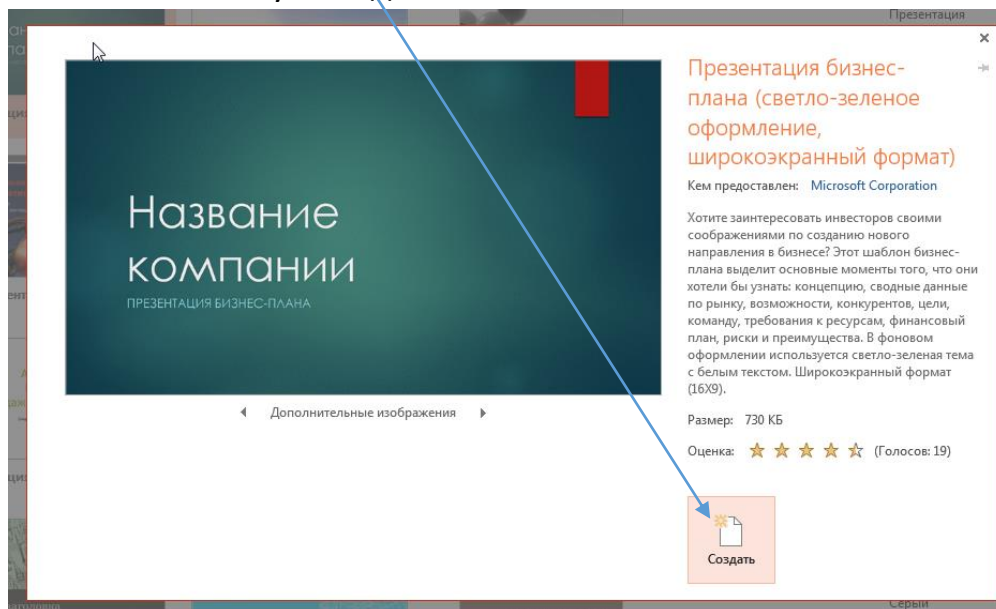 Презентация
Презентация бизнес-
плана (светло-зеленое
оформление,
широкоэкранный формат)
Кем предоставлен: Microsoft Corporation
Название
компании
ПРЕЗЕНТАЦИЯ БИЗНЕС-ПЛАНА
Хотите заинтересовать инвесторов своими
соображениями по созданию нового
направления в бизнесе? Этот шаблон бизнес-
плана выделит основные моменты того, что они
хотели бы узнать: концепцию, сводные данные
по рынку, возможности, конкурентов, цели,
команду, требования к ресурсам, финансовый
план, риски и преимущества. В фоновом
оформлении используется светло-зеленая тема
с белым текстом. Широкоэкранный формат
(16X9).
Дополнительные изображения
Размер: 730 КБ
Оценка: (Голосов: 19)
Создать
Серый